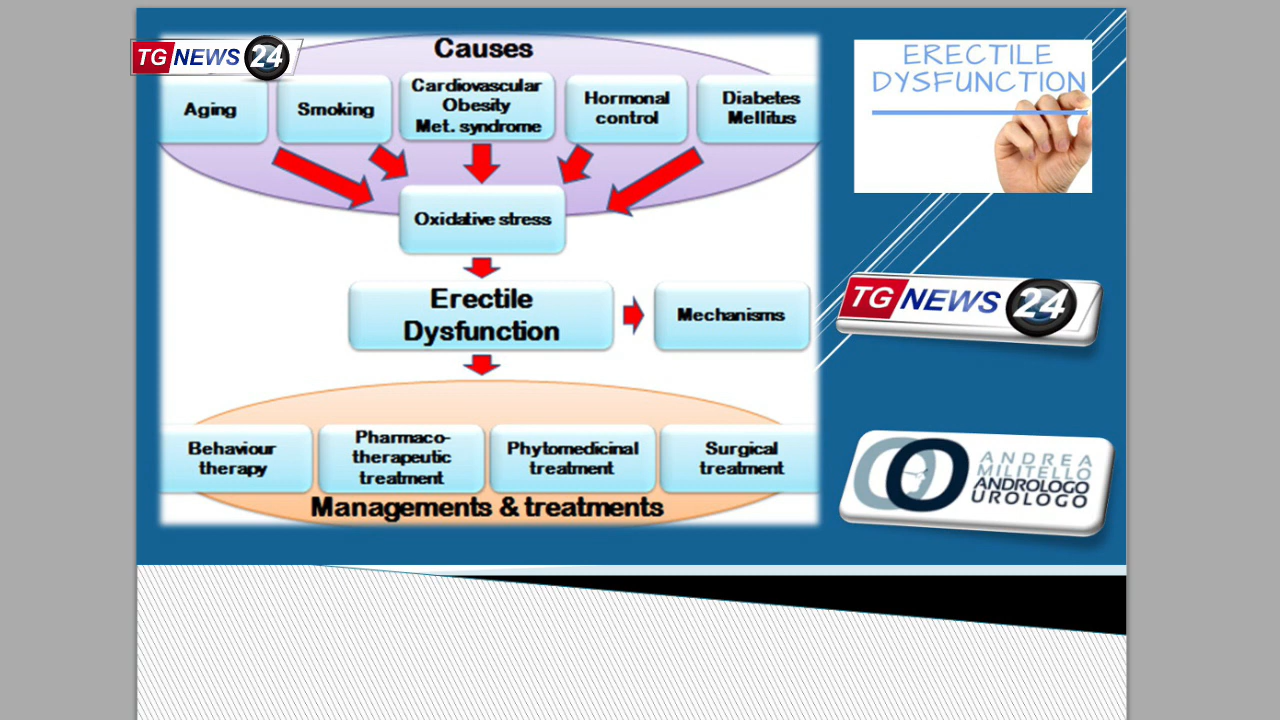 TG NEWS 24
Causes
Aging
Smoking
Cardiovascular
Obesity
Met. syndrome
Hormonal
control
Diabetes
Mellitus
Oxidative stress
Erectile
Dysfunction
Mechanisms
Behaviour
therapy
Pharmaco-
therapeutic
treatment
Phytomedicinal
treatment
Surgical
treatment
Managements & treatments
ERECTILE
DYSFUNCTION
TG NEWS 24
ANDREA
MILITELLO
ANDROLOGO
UROLOGO